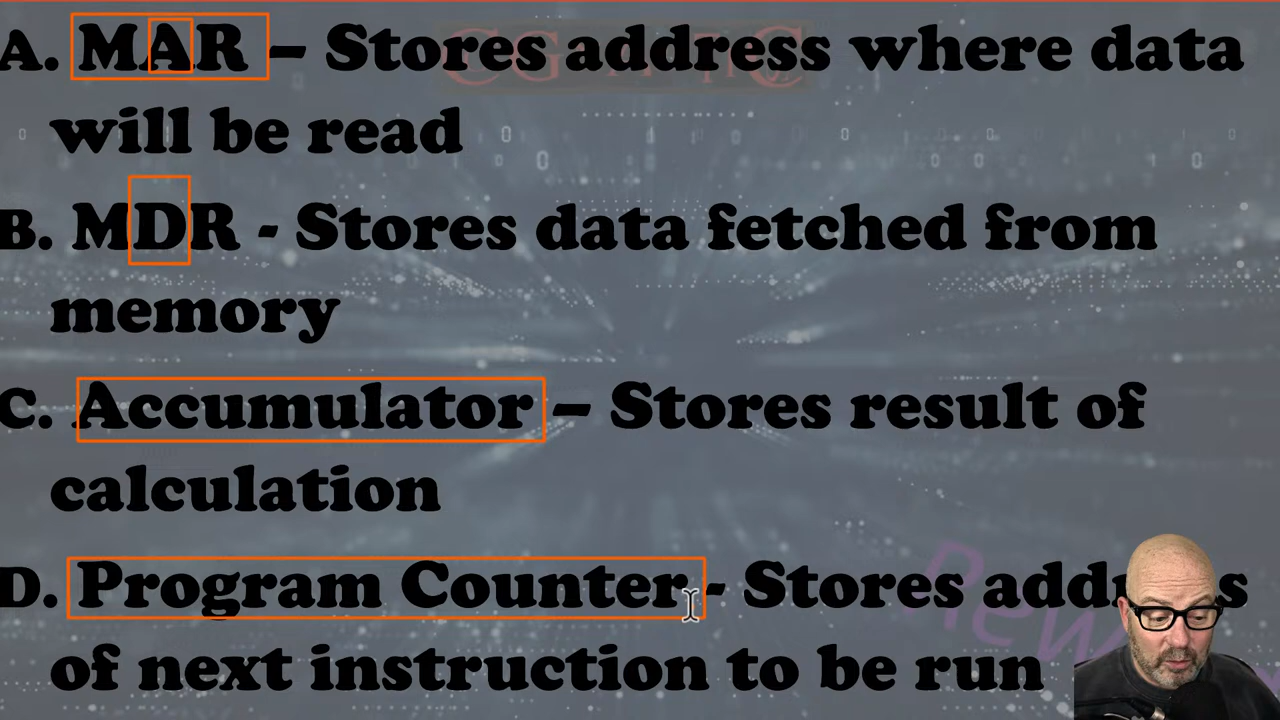 A. MAR – Stores address where data
will be read
B. MDR - Stores data fetched from
memory
C. Accumulator – Stores result of
calculation
D. Program Counter - Stores address
of next instruction to be run